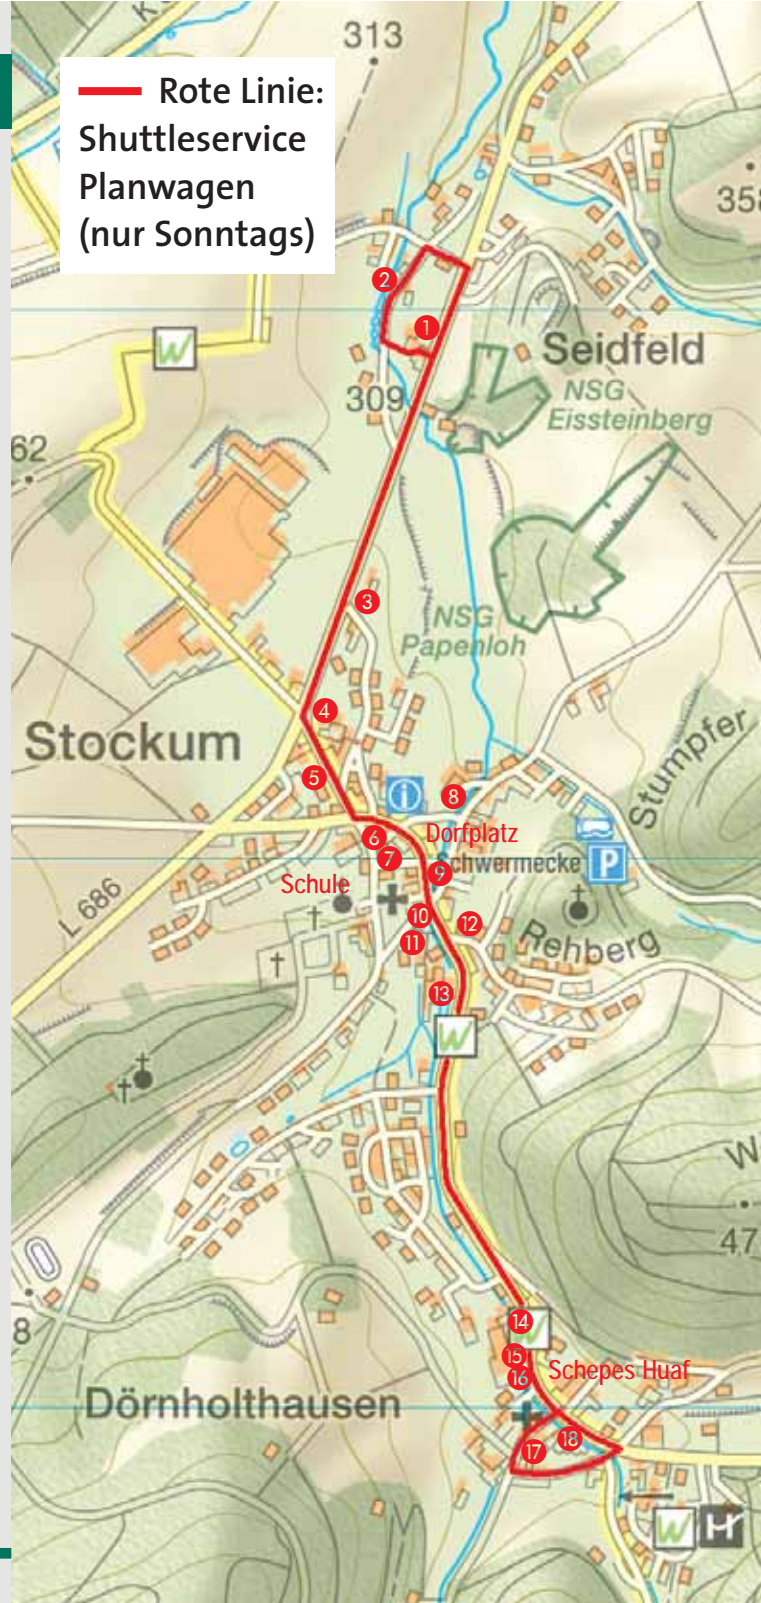 K
313
Rote Linie:
Shuttleservice
Planwagen
(nur Sonntags)
358
2
1
W
Seidfeld
309
NSG
Eissteinberg
62
3
NSG
Papenloh
4
Stockum
Stumpfer
5
i
8
6
Dorfplatz
7
Schwermecke
P
9
Schule
L 686
10
12
Rehberg
11
13
W
W
47
8
14
W
15
16
Schepes Huaf
Dörnholthausen
17
18
W
H